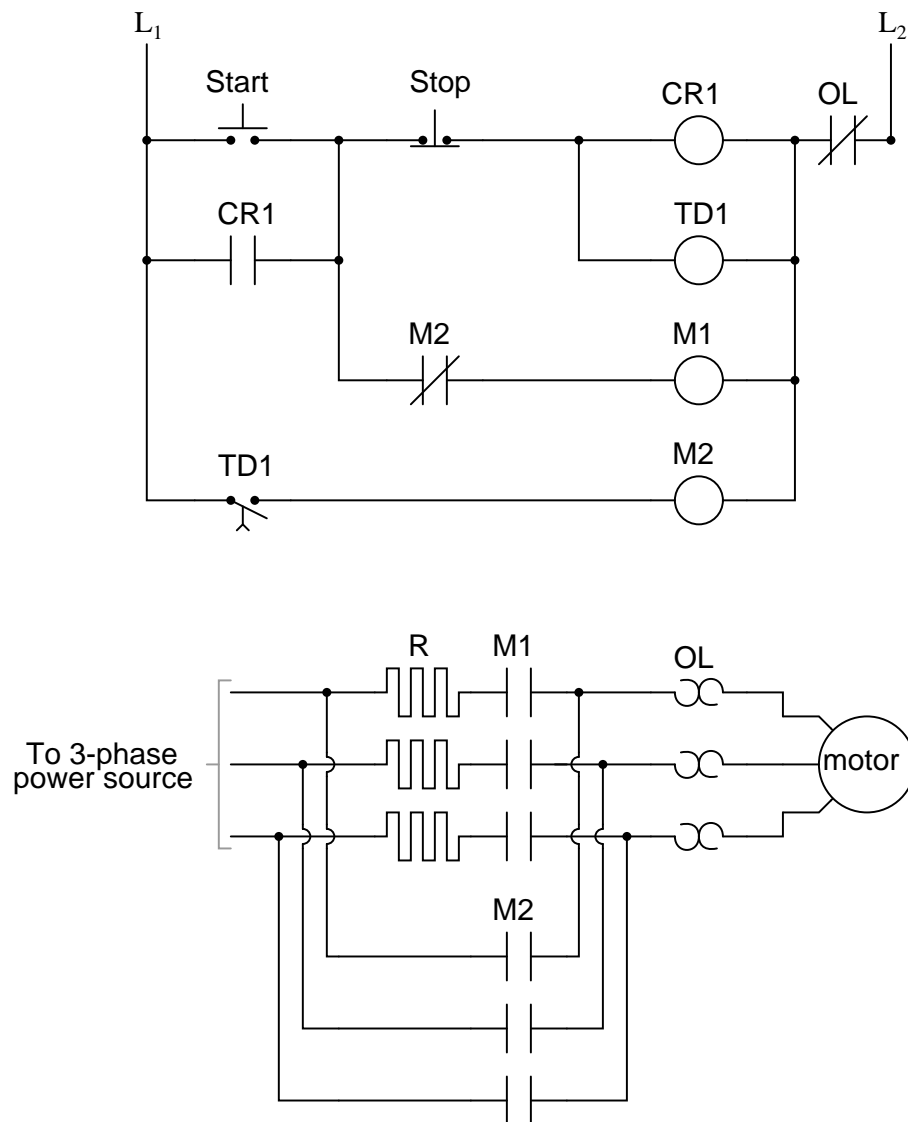 L₁ L₂
Start Stop CR1 OL
CR1 TD1
M2 M1
TD1 M2
R M1 OL
To 3-phase
power source
motor
M2